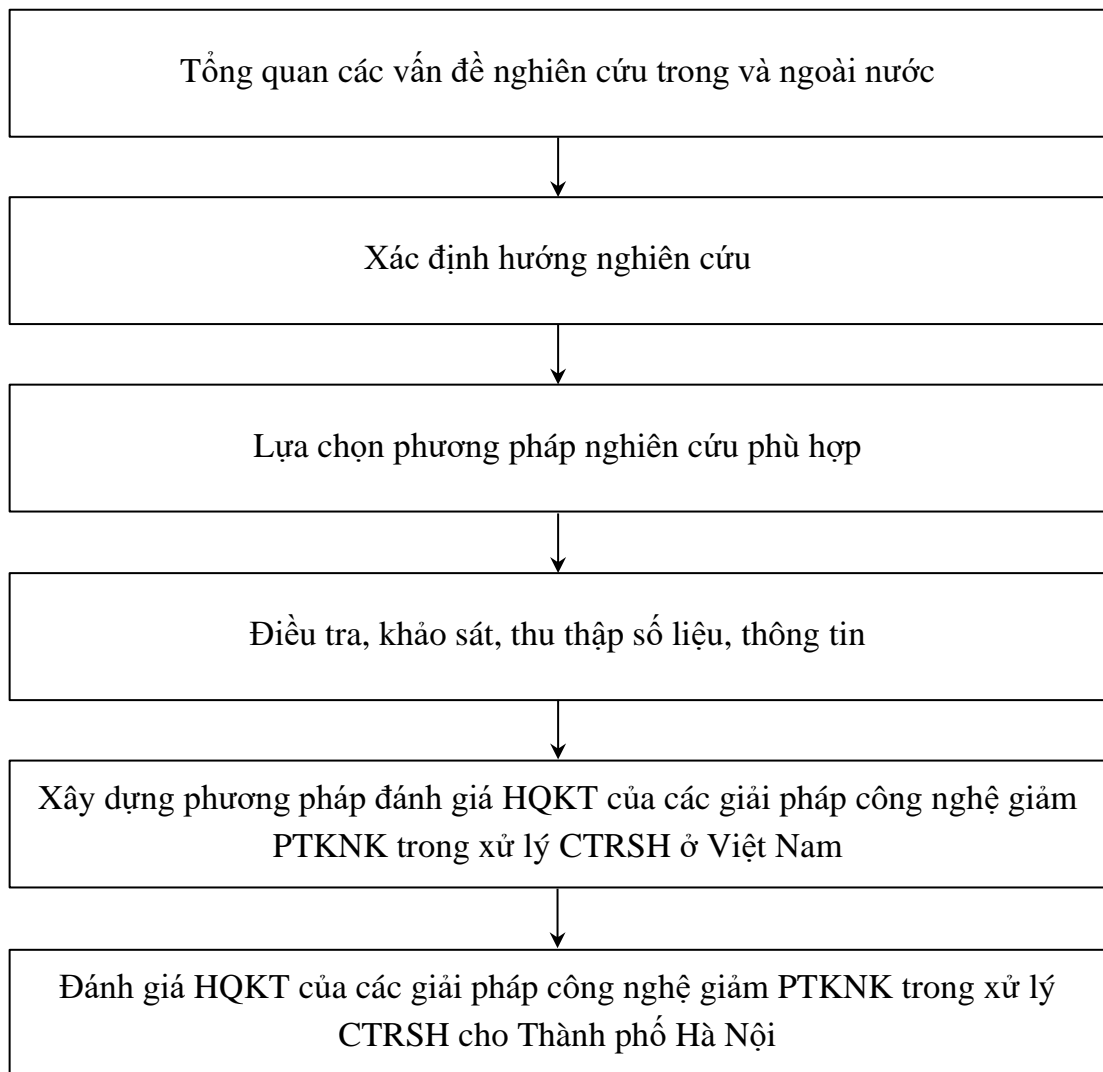 Tổng quan các vấn đề nghiên cứu trong và ngoài nước
Xác định hướng nghiên cứu
Lựa chọn phương pháp nghiên cứu phù hợp
Điều tra, khảo sát, thu thập số liệu, thông tin
Xây dựng phương pháp đánh giá HQKT của các giải pháp công nghệ giảm
PTKNK trong xử lý CTRSH ở Việt Nam
Đánh giá HQKT của các giải pháp công nghệ giảm PTKNK trong xử lý
CTRSH cho Thành phố Hà Nội